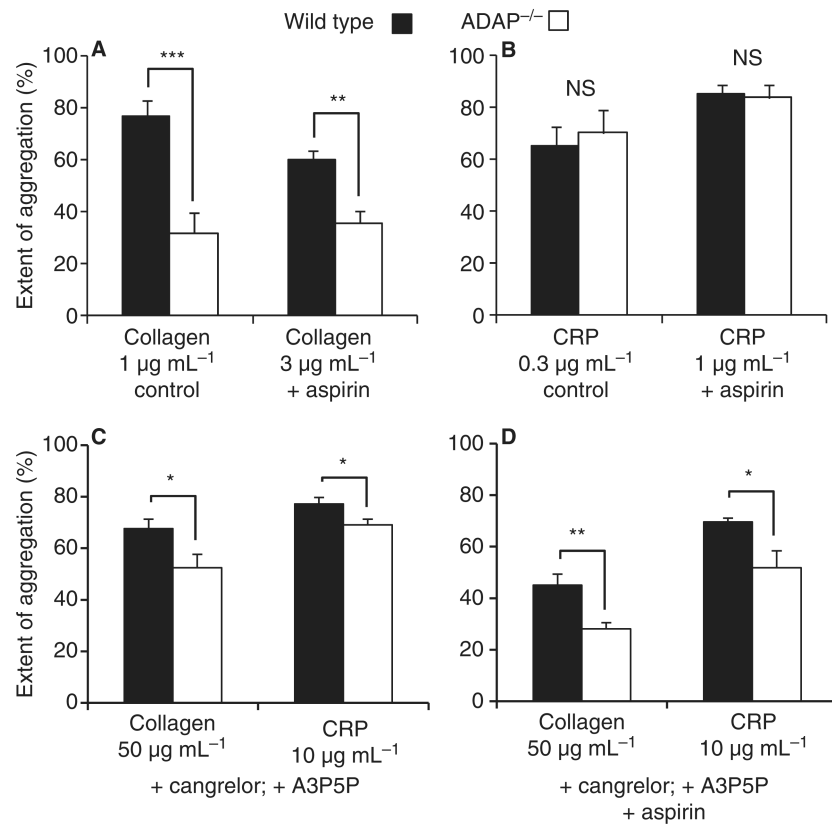 Wild type
ADAP–/–
A
***
**
Extent of aggregation (%)
100
80
60
40
20
0
Collagen
1 µg mL–1
control
Collagen
3 µg mL–1
+ aspirin
B
NS
NS
100
80
60
40
20
0
CRP
0.3 µg mL–1
control
CRP
1 µg mL–1
+ aspirin
C
*
*
Extent of aggregation (%)
100
80
60
40
20
0
Collagen
50 µg mL–1
CRP
10 µg mL–1
+ cangrelor; + A3P5P
D
**
*
100
80
60
40
20
0
Collagen
50 µg mL–1
CRP
10 µg mL–1
+ cangrelor; + A3P5P
+ aspirin